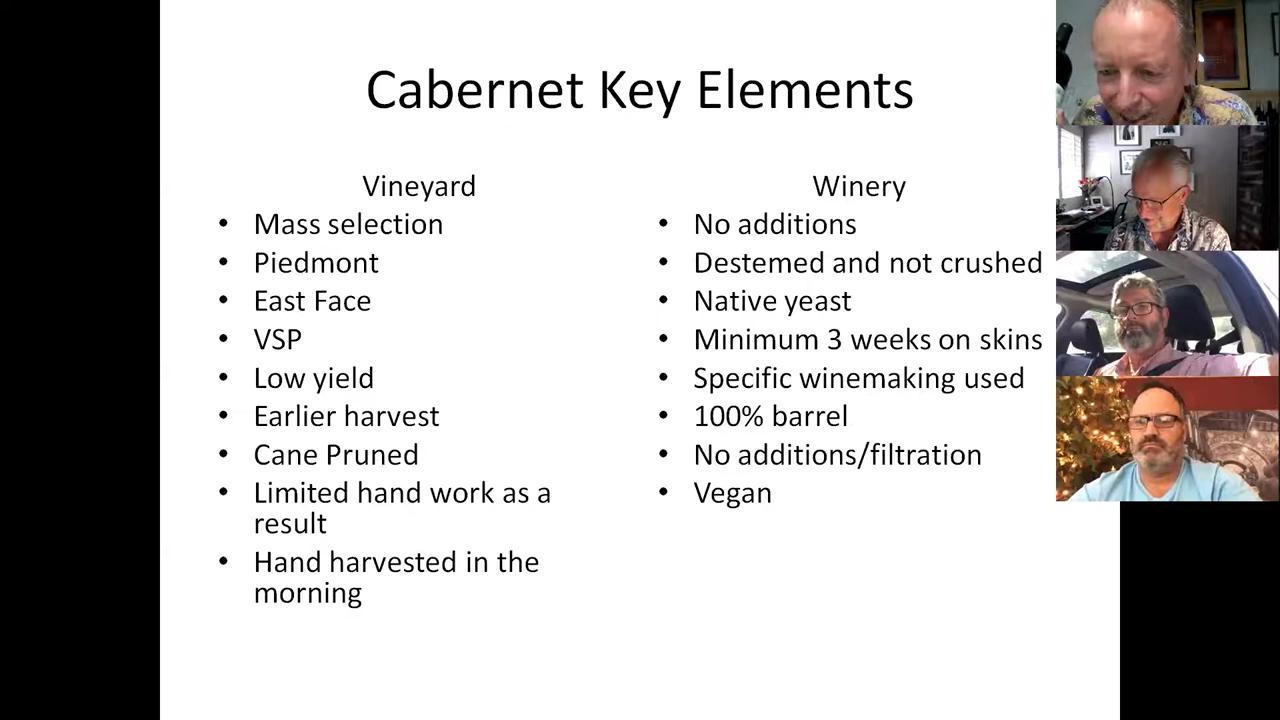 Cabernet Key Elements
Vineyard
• Mass selection
• Piedmont
• East Face
• VSP
• Low yield
• Earlier harvest
• Cane Pruned
• Limited hand work as a
result
• Hand harvested in the
morning
Winery
• No additions
• Destemed and not crushed
• Native yeast
• Minimum 3 weeks on skins
• Specific winemaking used
• 100% barrel
• No additions/filtration
• Vegan